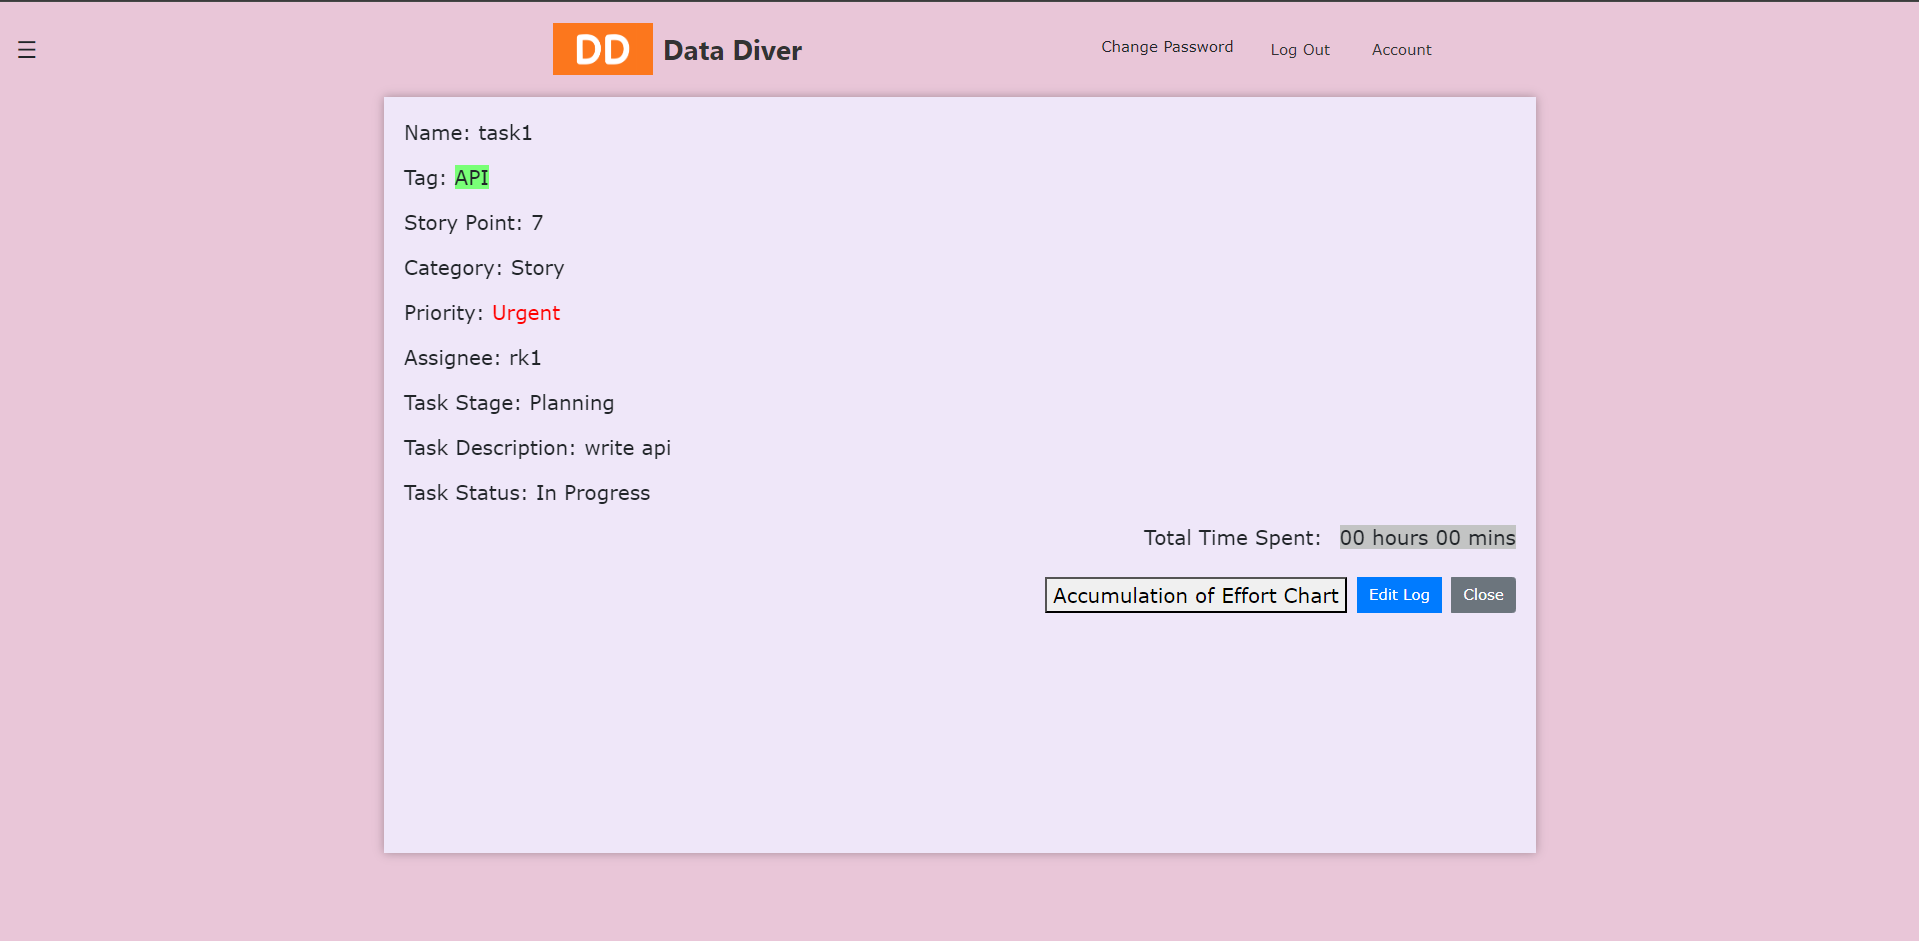 ☰ DD Data Diver Change Password Log Out Account
Name: task1
Tag: API
Story Point: 7
Category: Story
Priority: Urgent
Assignee: rk1
Task Stage: Planning
Task Description: write api
Task Status: In Progress
Total Time Spent: 00 hours 00 mins
Accumulation of Effort Chart Edit Log Close